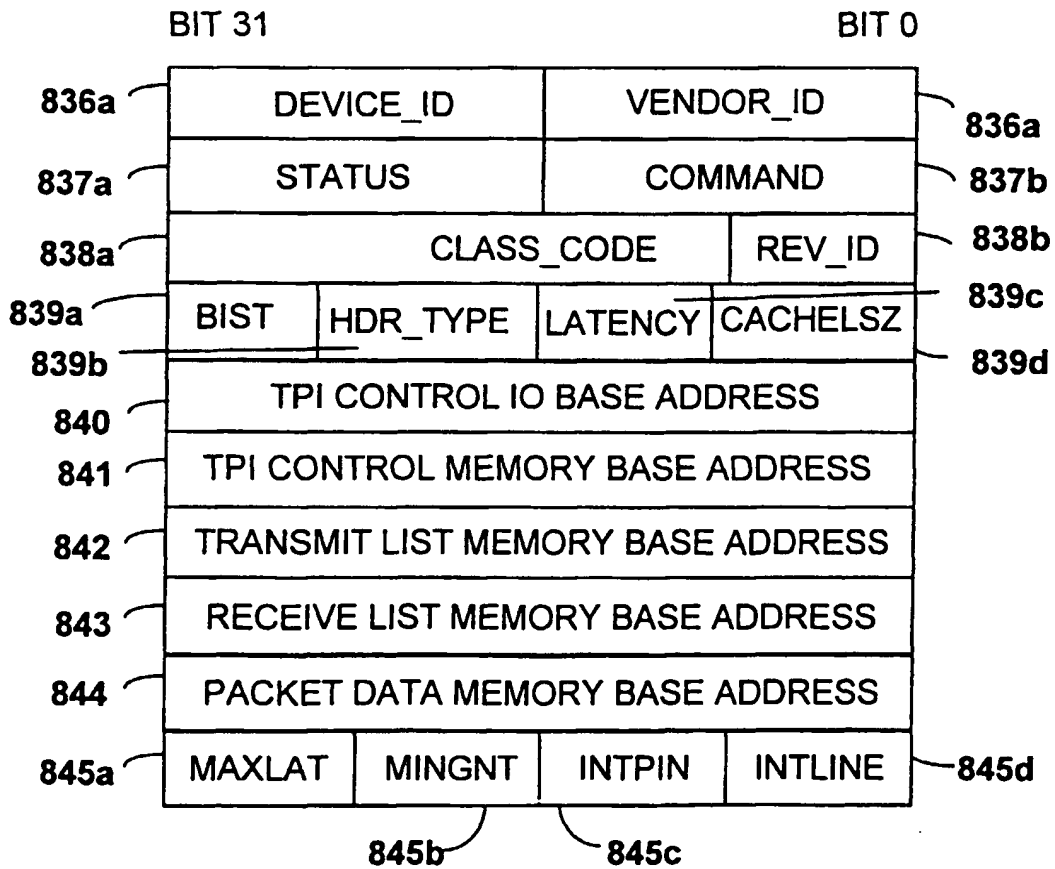 BIT 31 BIT 0
836a DEVICE_ID VENDOR_ID 836a
837a STATUS COMMAND 837b
838a CLASS_CODE REV_ID 838b
839a BIST HDR_TYPE LATENCY CACHELSZ 839c
839b 839d
840 TPI CONTROL IO BASE ADDRESS
841 TPI CONTROL MEMORY BASE ADDRESS
842 TRANSMIT LIST MEMORY BASE ADDRESS
843 RECEIVE LIST MEMORY BASE ADDRESS
844 PACKET DATA MEMORY BASE ADDRESS
845a MAXLAT MINGNT INTPIN INTLINE 845d
845b 845c